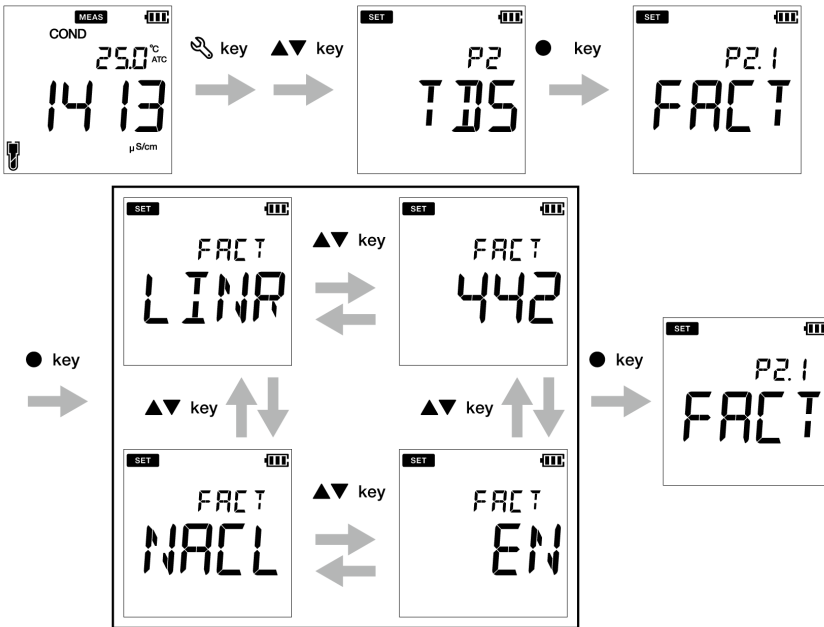 MEAS
COND
25.0 °C
ATC
1413
µS/cm
key
▲▼ key
SET
P2
TDS
● key
SET
P2.1
FACT
● key
SET
FACT
LINR
▲▼ key
SET
FACT
442
▲▼ key
▲▼ key
SET
FACT
NACL
▲▼ key
SET
FACT
EN
● key
SET
P2.1
FACT